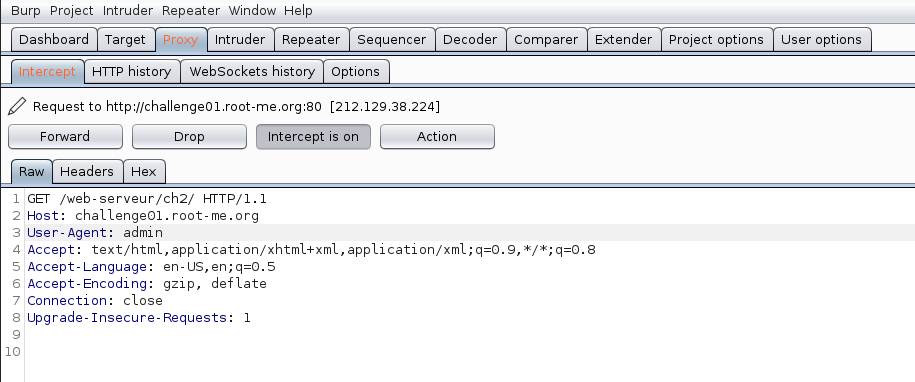 Burp Project Intruder Repeater Window Help
Dashboard Target Proxy Intruder Repeater Sequencer Decoder Comparer Extender Project options User options
Intercept HTTP history WebSockets history Options
Request to http://challenge01.root-me.org:80 [212.129.38.224]
Forward Drop Intercept is on Action
Raw Headers Hex
1 GET /web-serveur/ch2/ HTTP/1.1
2 Host: challenge01.root-me.org
3 User-Agent: admin
4 Accept: text/html,application/xhtml+xml,application/xml;q=0.9,*/*;q=0.8
5 Accept-Language: en-US,en;q=0.5
6 Accept-Encoding: gzip, deflate
7 Connection: close
8 Upgrade-Insecure-Requests: 1
9
10